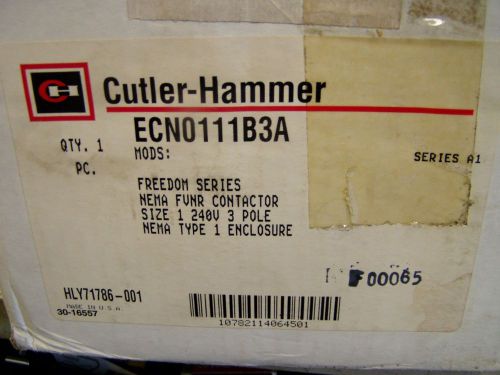 CH
Cutler-Hammer
ECN0111B3A
QTY. 1 MODS:
PC.
SERIES A1
FREEDOM SERIES
NEMA FVNR CONTACTOR
SIZE 1 240V 3 POLE
NEMA TYPE 1 ENCLOSURE
F00065
HLY71786-001
MADE IN U.S.A.
30-16557
10782114064501